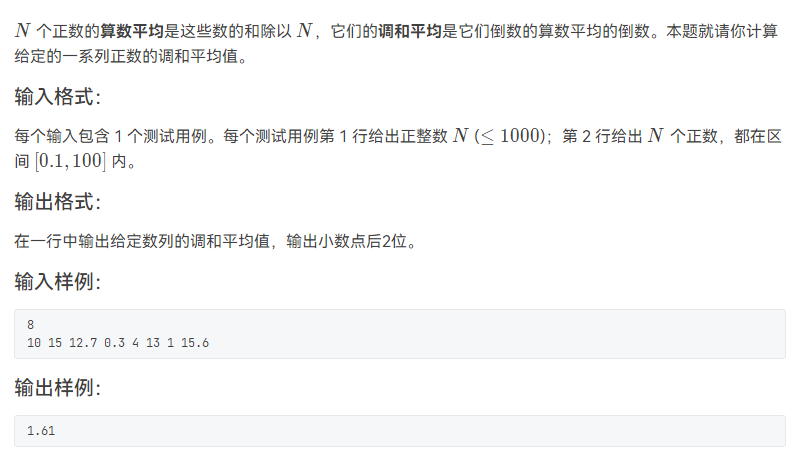 N 个正数的算数平均是这些数的和除以 N，它们的调和平均是它们倒数的算数平均的倒数。本题就请你计算
给定的一系列正数的调和平均值。
输入格式：
每个输入包含 1 个测试用例。每个测试用例第 1 行给出正整数 N (≤ 1000)；第 2 行给出 N 个正数，都在区
间 [0.1, 100] 内。
输出格式：
在一行中输出给定数列的调和平均值，输出小数点后2位。
输入样例：
8
10 15 12.7 0.3 4 13 1 15.6
输出样例：
1.61